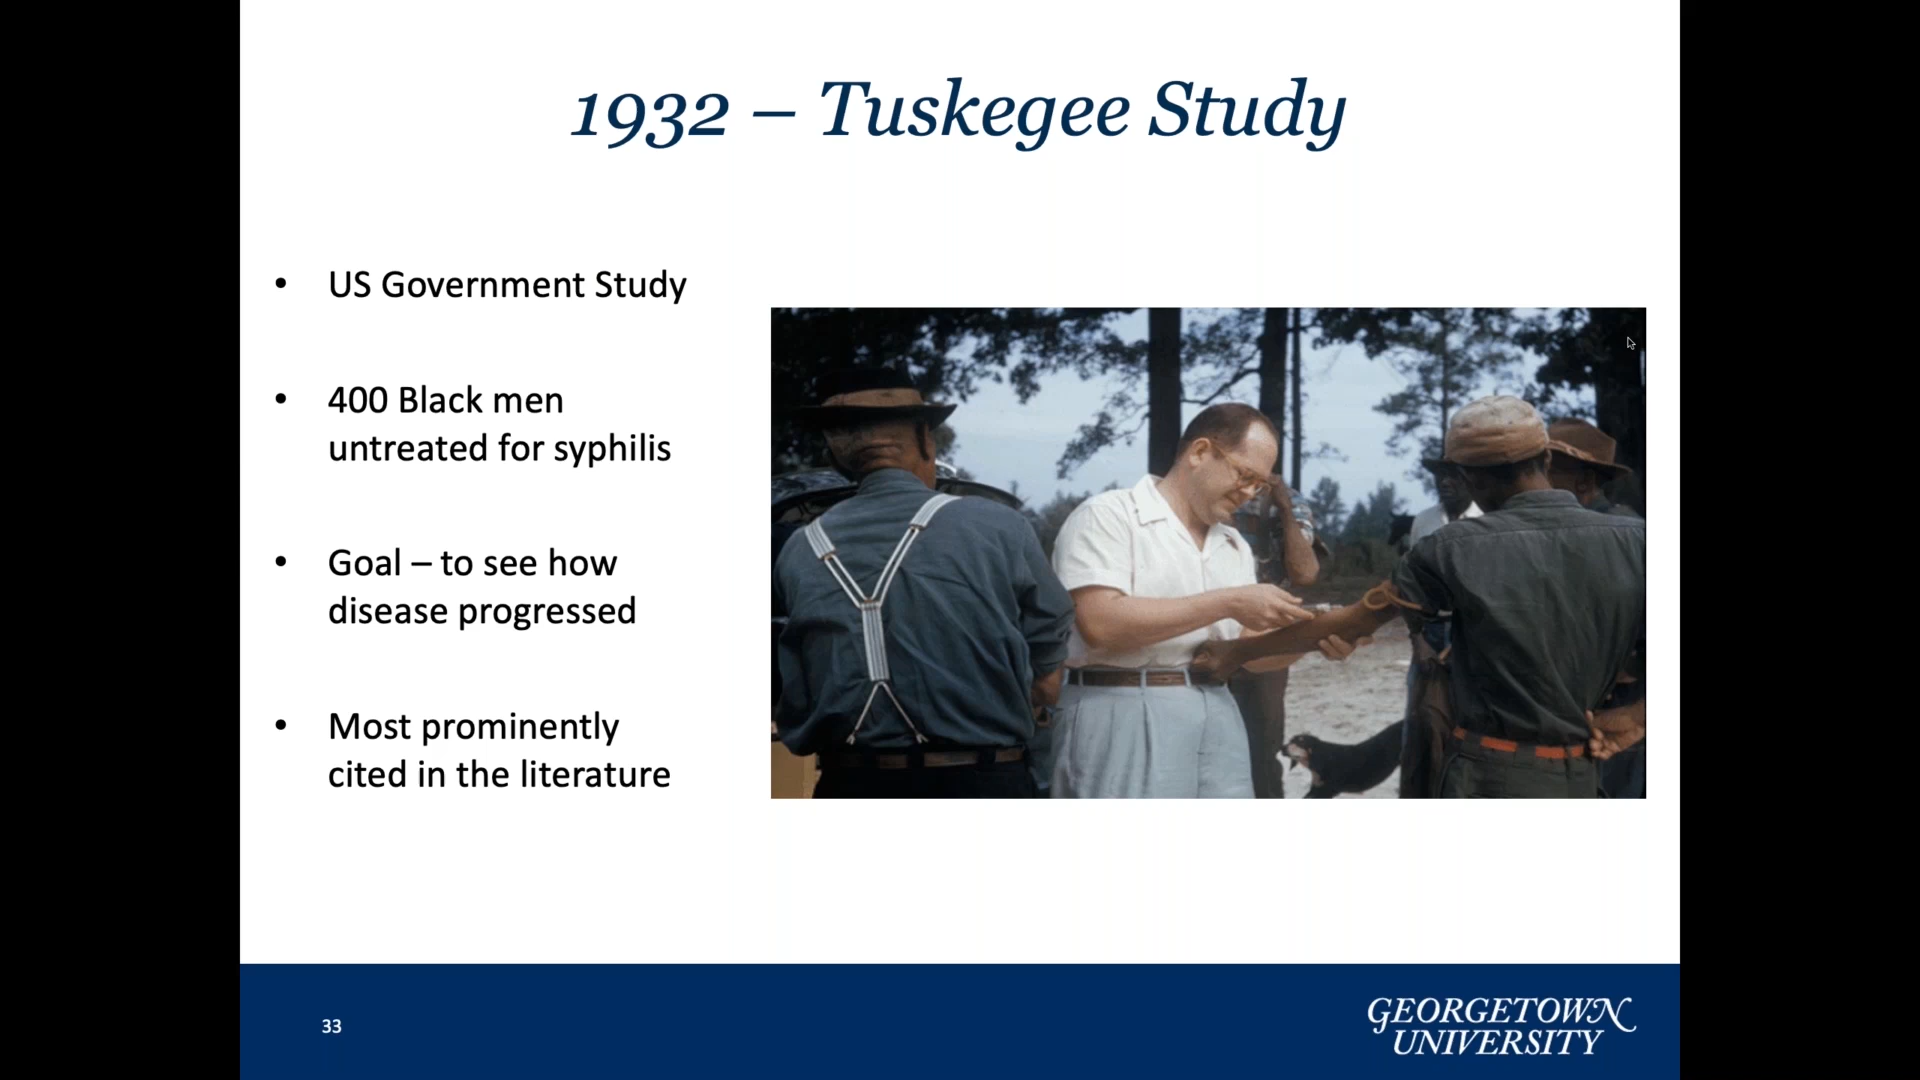 1932 – Tuskegee Study
• US Government Study
• 400 Black men
untreated for syphilis
• Goal – to see how
disease progressed
• Most prominently
cited in the literature
33
GEORGETOWN
UNIVERSITY